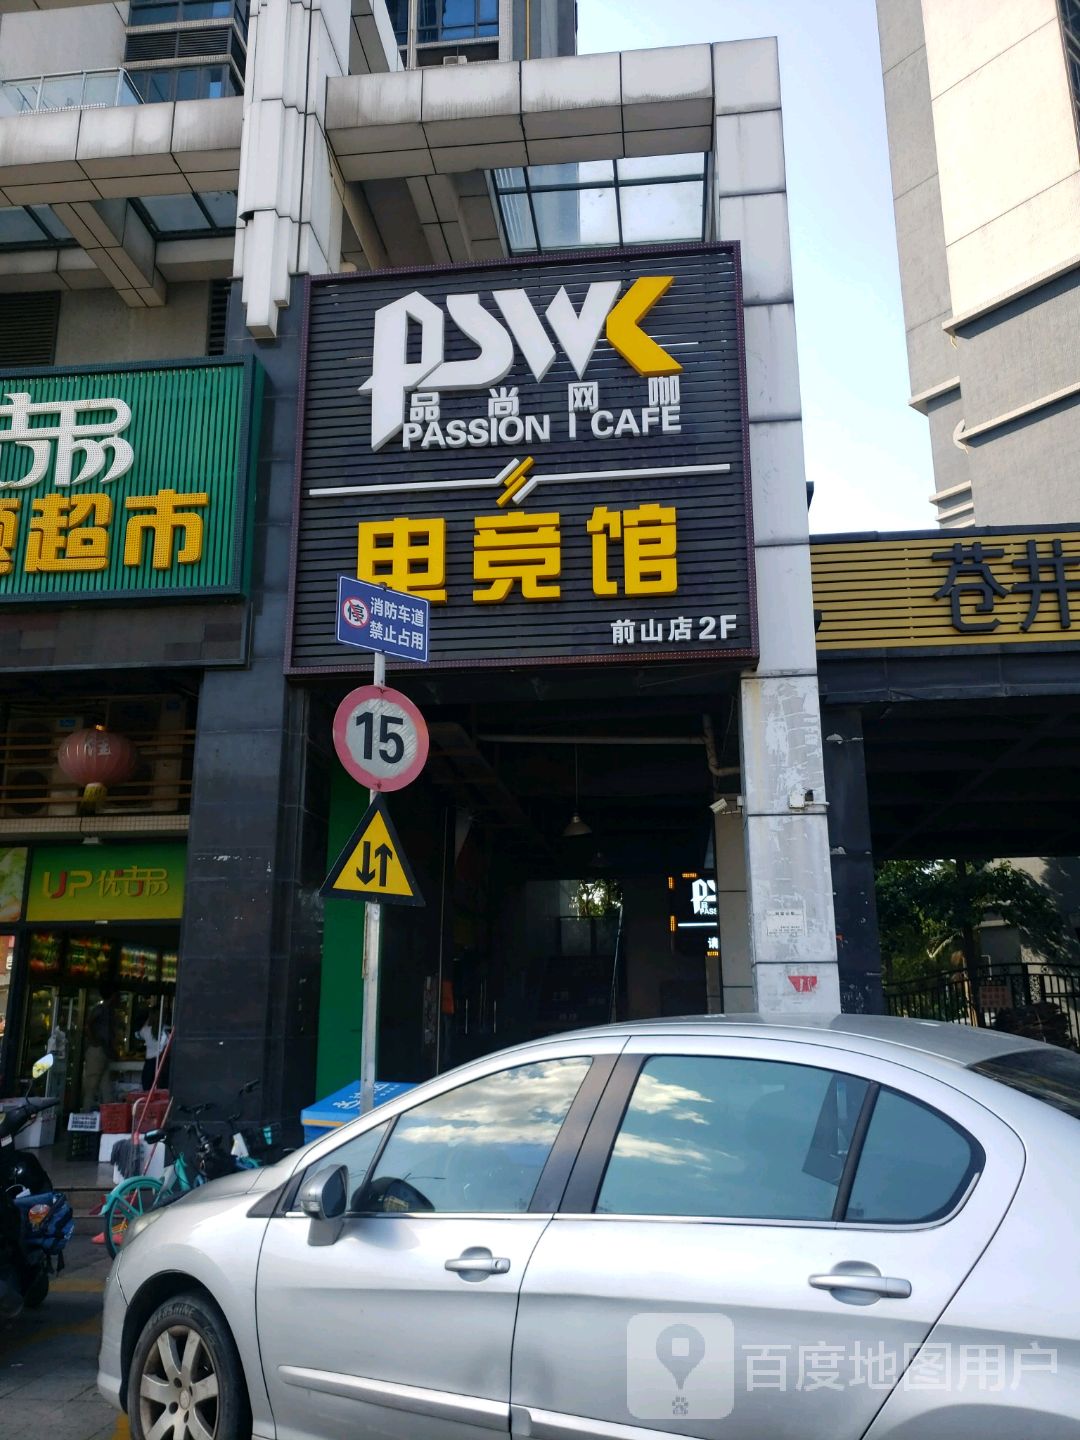 PSWK
品尚网咖
PASSION I CAFE
电竞馆
前山店2F
超市
消防车道
禁止占用
停
15
UP优
苍井
百度地图用户